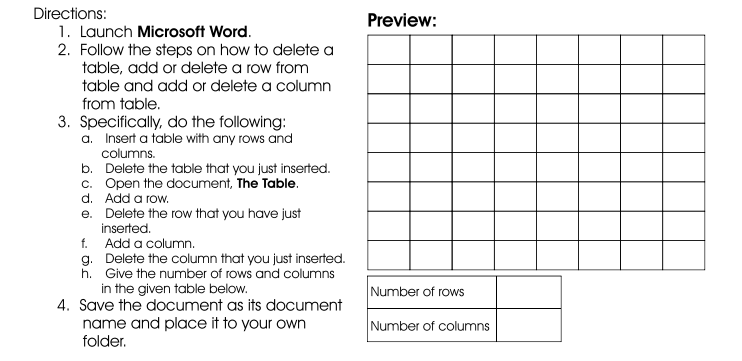 Directions:
1. Launch Microsoft Word.
2. Follow the steps on how to delete a
table, add or delete a row from
table and add or delete a column
from table.
3. Specifically, do the following:
a. Insert a table with any rows and
columns.
b. Delete the table that you just inserted.
c. Open the document, The Table.
d. Add a row.
e. Delete the row that you have just
inserted.
f. Add a column.
g. Delete the column that you just inserted.
h. Give the number of rows and columns
in the given table below.
4. Save the document as its document
name and place it to your own
folder.
Preview:
Number of rows
Number of columns